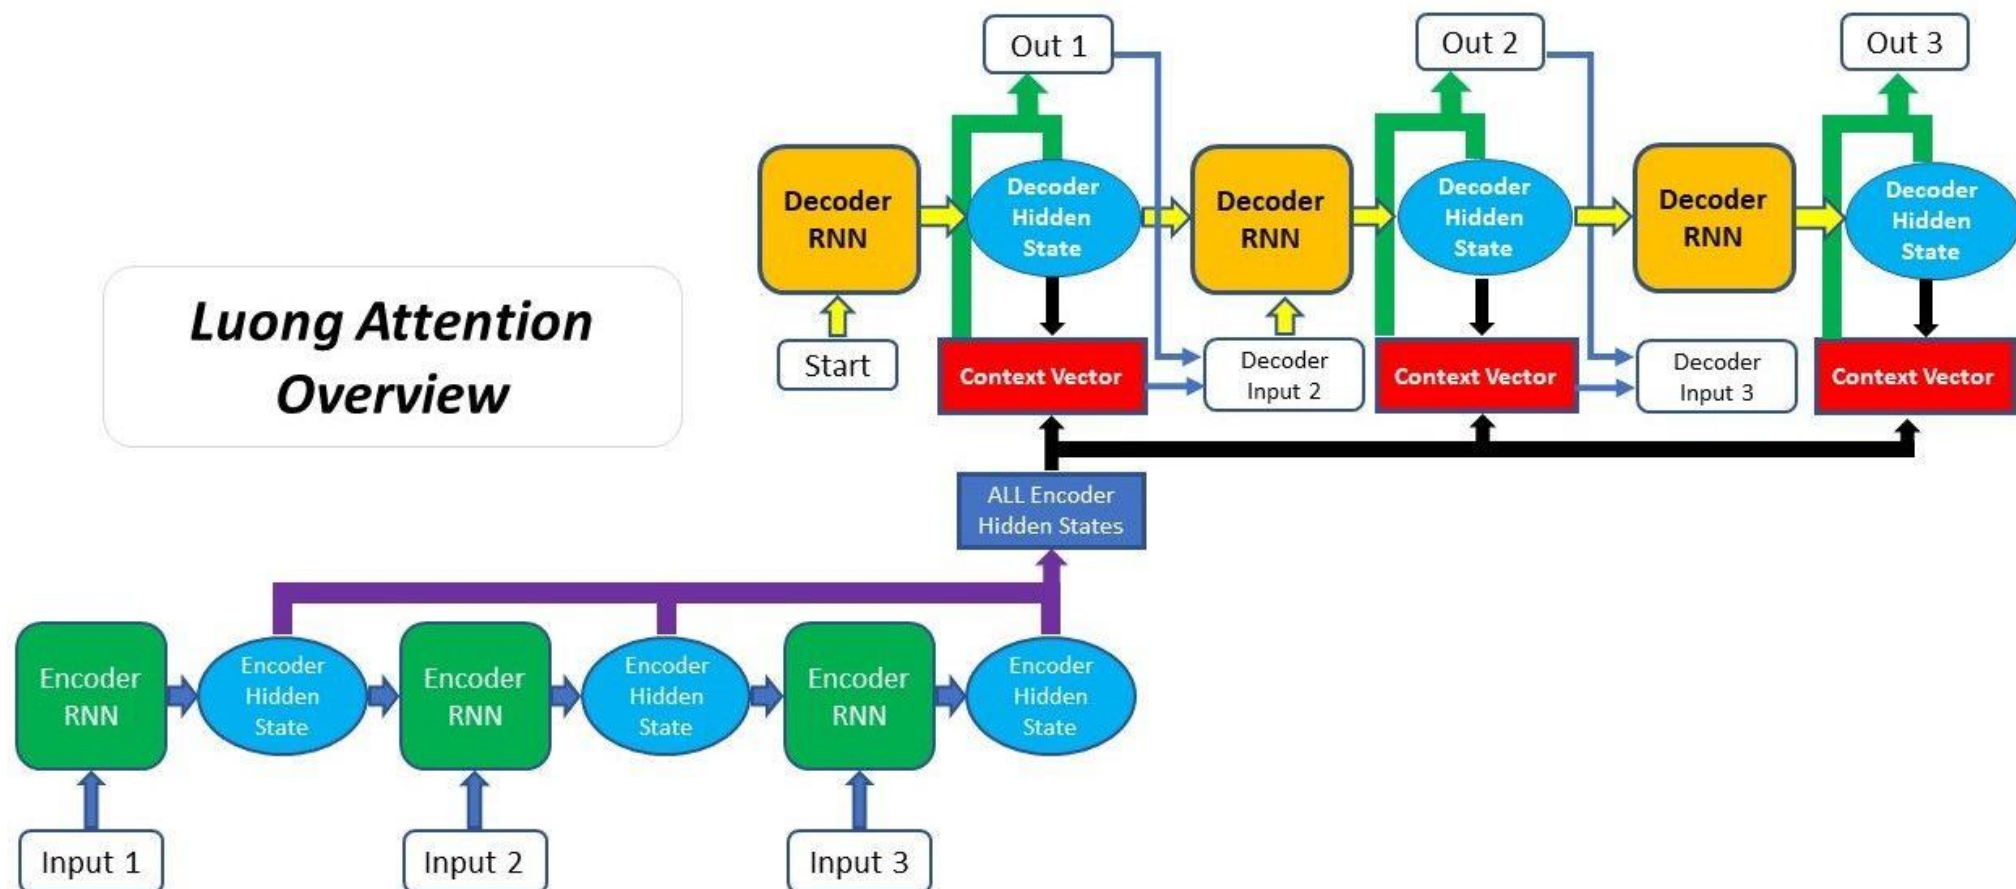 Out 1
Out 2
Out 3
Decoder
RNN
Decoder
Hidden
State
Decoder
RNN
Decoder
Hidden
State
Decoder
RNN
Decoder
Hidden
State
Luong Attention
Overview
Start
Context Vector
Decoder
Input 2
Context Vector
Decoder
Input 3
Context Vector
ALL Encoder
Hidden States
Encoder
RNN
Encoder
Hidden
State
Encoder
RNN
Encoder
Hidden
State
Encoder
RNN
Encoder
Hidden
State
Input 1
Input 2
Input 3